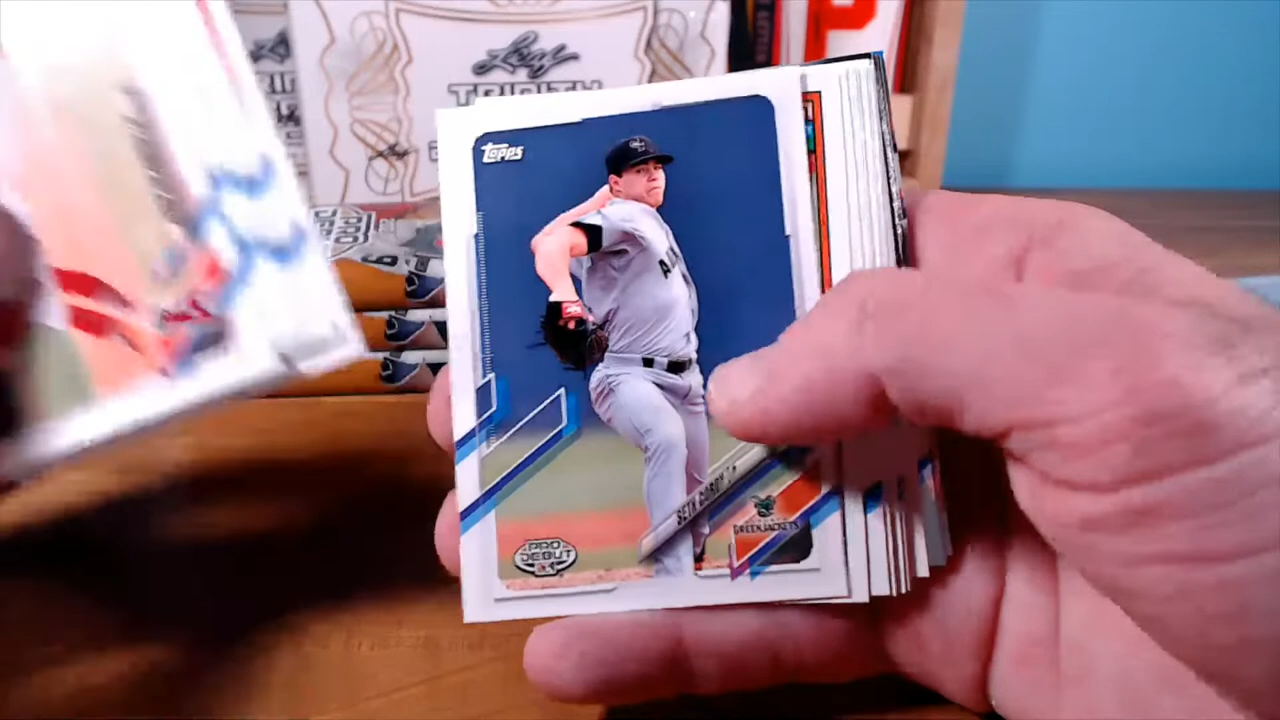 Leaf
TRINITY
topps
SETH CORRY
GREENJACKETS
PRO
DEBUT
PRO